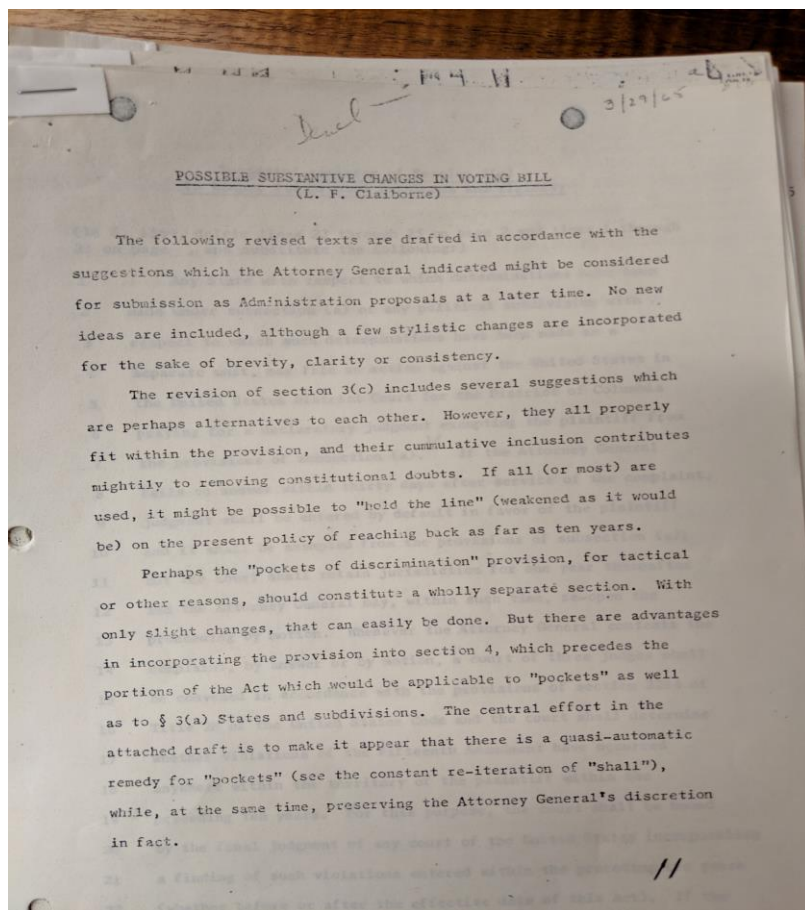 3/29/65
POSSIBLE SUBSTANTIVE CHANGES IN VOTING BILL
(L. F. Claiborne)
The following revised texts are drafted in accordance with the
suggestions which the Attorney General indicated might be considered
for submission as Administration proposals at a later time. No new
ideas are included, although a few stylistic changes are incorporated
for the sake of brevity, clarity or consistency.
The revision of section 3(c) includes several suggestions which
are perhaps alternatives to each other. However, they all properly
fit within the provision, and their cummulative inclusion contributes
mightily to removing constitutional doubts. If all (or most) are
used, it might be possible to "hold the line" (weakened as it would
be) on the present policy of reaching back as far as ten years.
Perhaps the "pockets of discrimination" provision, for tactical
or other reasons, should constitute a wholly separate section. With
only slight changes, that can easily be done. But there are advantages
in incorporating the provision into section 4, which precedes the
portions of the Act which would be applicable to "pockets" as well
as to § 3(a) States and subdivisions. The central effort in the
attached draft is to make it appear that there is a quasi-automatic
remedy for "pockets" (see the constant re-iteration of "shall"),
while, at the same time, preserving the Attorney General's discretion
in fact.
11